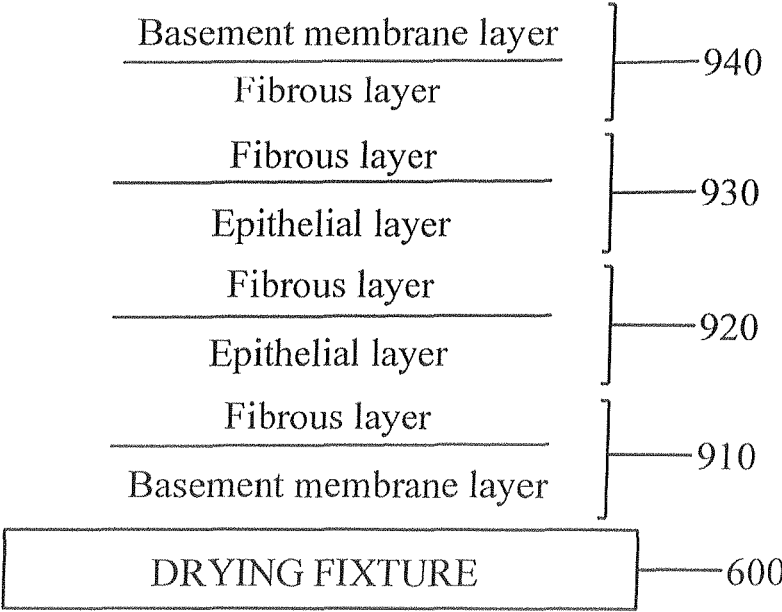 Basement membrane layer
940
Fibrous layer
Fibrous layer
930
Epithelial layer
Fibrous layer
920
Epithelial layer
Fibrous layer
910
Basement membrane layer
DRYING FIXTURE
600